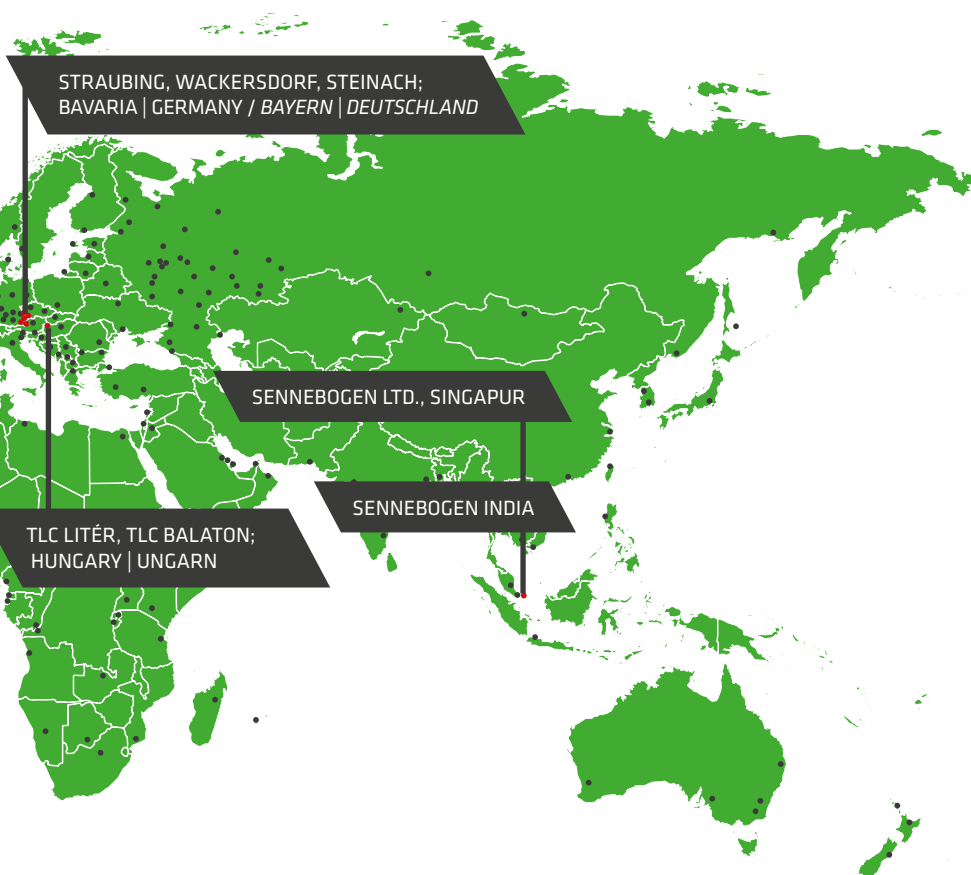 STRAUBING, WACKERSDORF, STEINACH;
BAVARIA | GERMANY / BAYERN | DEUTSCHLAND
SENNEBOGEN LTD., SINGAPUR
SENNEBOGEN INDIA
TLC LITÉR, TLC BALATON;
HUNGARY | UNGARN